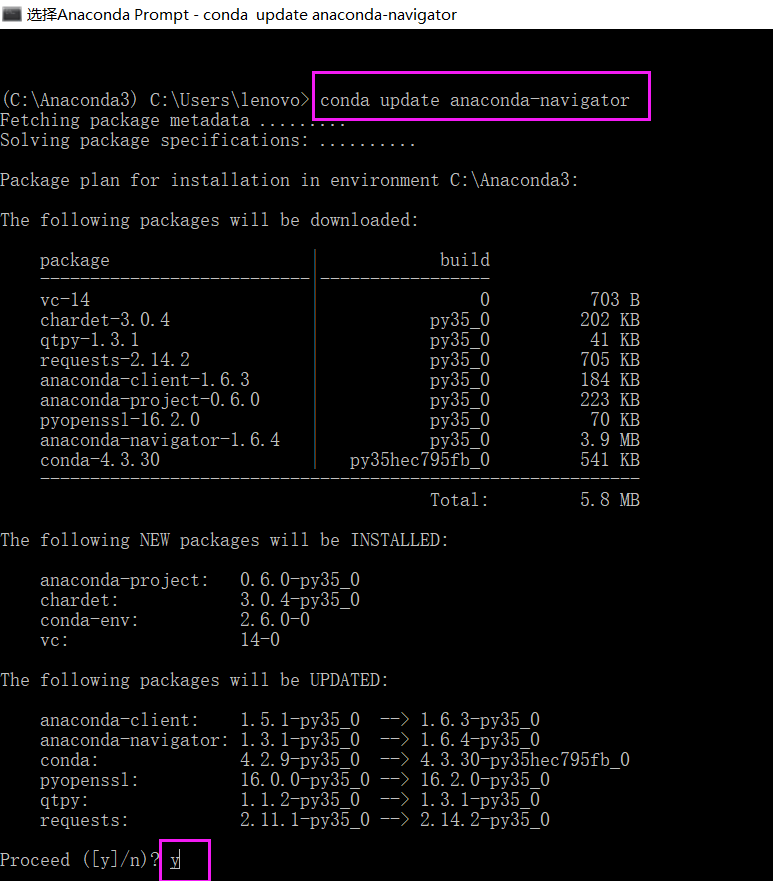 选择Anaconda Prompt - conda  update anaconda-navigator
(C:\Anaconda3) C:\Users\lenovo> conda update anaconda-navigator
Fetching package metadata .........
Solving package specifications: ..........
Package plan for installation in environment C:\Anaconda3:
The following packages will be downloaded:
    package                    |            build
    ---------------------------|-----------------
    vc-14                      |                0         703 B
    chardet-3.0.4              |           py35_0         202 KB
    qtpy-1.3.1                 |           py35_0          41 KB
    requests-2.14.2            |           py35_0         705 KB
    anaconda-client-1.6.3      |           py35_0         184 KB
    anaconda-project-0.6.0     |           py35_0         223 KB
    pyopenssl-16.2.0           |           py35_0          70 KB
    anaconda-navigator-1.6.4   |           py35_0         3.9 MB
    conda-4.3.30               |   py35hec795fb_0         541 KB
    ------------------------------------------------------------
                                           Total:         5.8 MB
The following NEW packages will be INSTALLED:
    anaconda-project:   0.6.0-py35_0
    chardet:            3.0.4-py35_0
    conda-env:          2.6.0-0
    vc:                 14-0
The following packages will be UPDATED:
    anaconda-client:    1.5.1-py35_0  --> 1.6.3-py35_0
    anaconda-navigator: 1.3.1-py35_0  --> 1.6.4-py35_0
    conda:              4.2.9-py35_0  --> 4.3.30-py35hec795fb_0
    pyopenssl:          16.0.0-py35_0 --> 16.2.0-py35_0
    qtpy:               1.1.2-py35_0  --> 1.3.1-py35_0
    requests:           2.11.1-py35_0 --> 2.14.2-py35_0
Proceed ([y]/n)? y